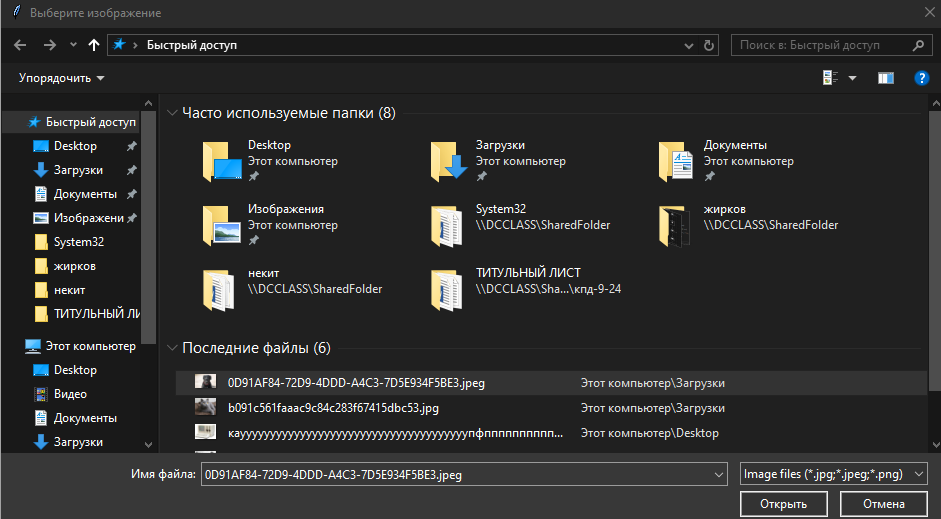 Выберите изображение
Быстрый доступ
Поиск в: Быстрый доступ
Упорядочить
Быстрый доступ
Desktop
Загрузки
Документы
Изображени
System32
жирков
некит
ТИТУЛЬНЫЙ ЛИ
Этот компьютер
Desktop
Видео
Документы
Загрузки
Часто используемые папки (8)
Desktop
Этот компьютер
Загрузки
Этот компьютер
Документы
Этот компьютер
Изображения
Этот компьютер
System32
\\DCCLASS\SharedFolder
жирков
\\DCCLASS\SharedFolder
некит
\\DCCLASS\SharedFolder
ТИТУЛЬНЫЙ ЛИСТ
\\DCCLASS\Sha...\кпд-9-24
Последние файлы (6)
0D91AF84-72D9-4DDD-A4C3-7D5E934F5BE3.jpeg Этот компьютер\Загрузки
b091c561faaac9c84c283f67415dbc53.jpg Этот компьютер\Загрузки
Этот компьютер\Desktop
Имя файла: 0D91AF84-72D9-4DDD-A4C3-7D5E934F5BE3.jpeg Image files (*.jpg;*.jpeg;*.png)
Открыть Отмена